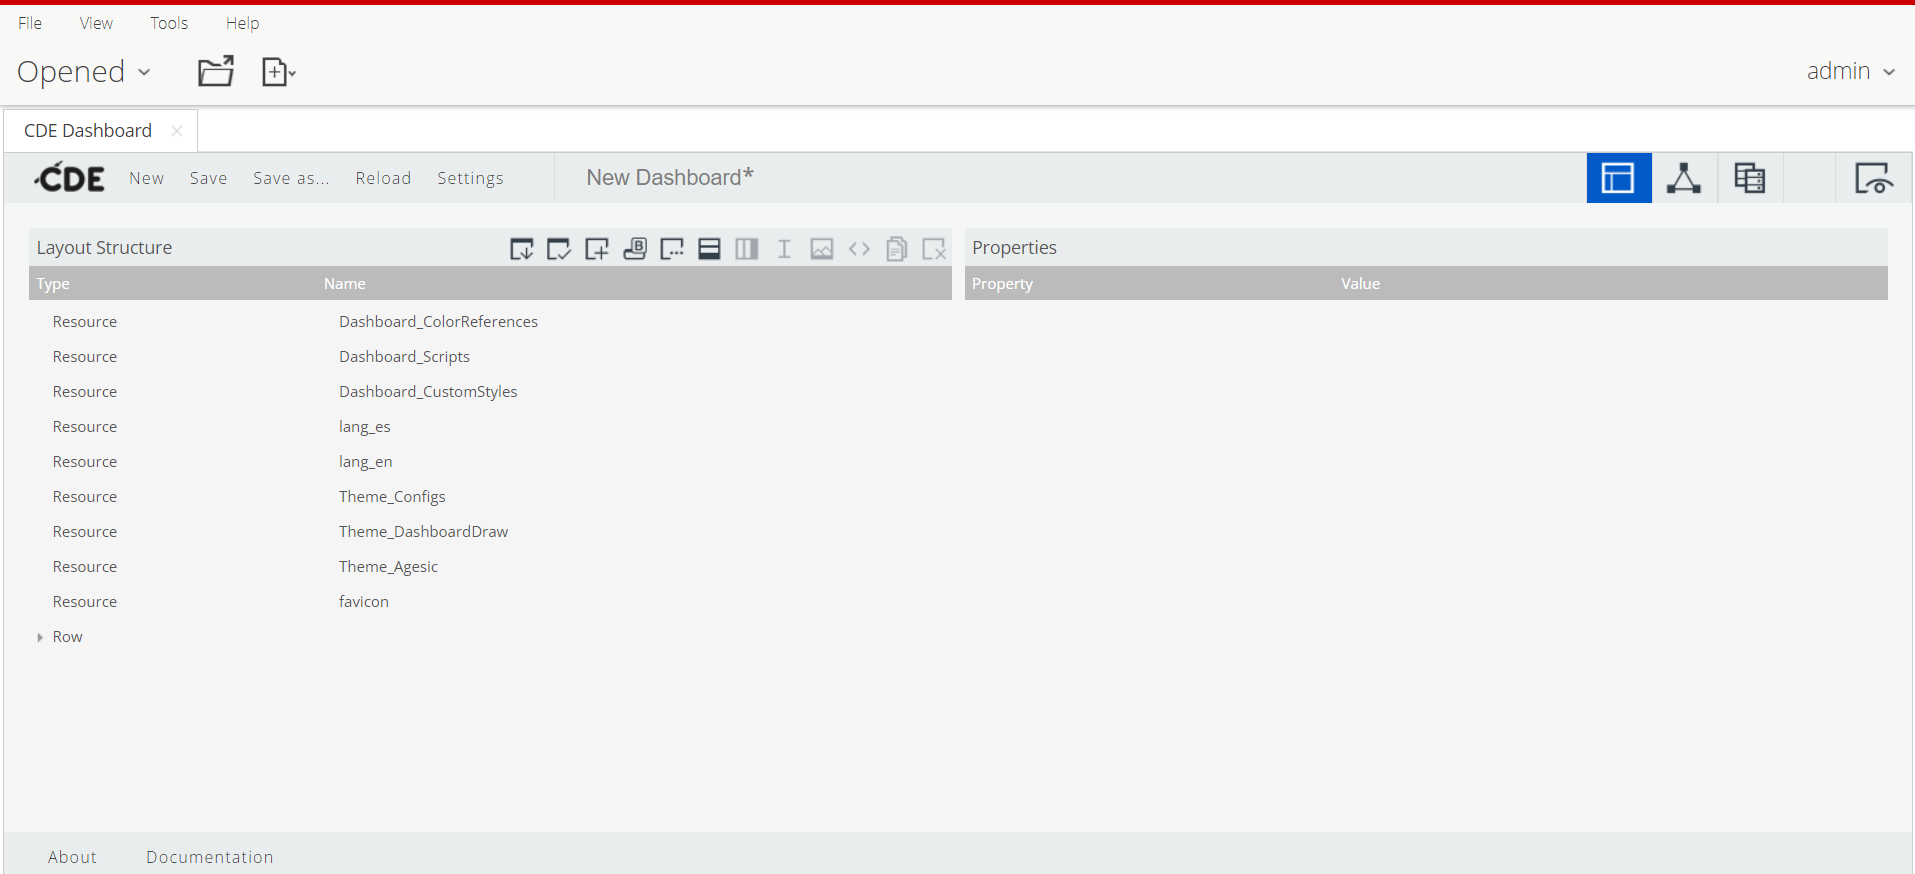 File View Tools Help
Opened admin
CDE Dashboard
CDE New Save Save as... Reload Settings New Dashboard*
Layout Structure B Properties
Type Name Property Value
Resource Dashboard_ColorReferences
Resource Dashboard_Scripts
Resource Dashboard_CustomStyles
Resource lang_es
Resource lang_en
Resource Theme_Configs
Resource Theme_DashboardDraw
Resource Theme_Agesic
Resource favicon
Row
About Documentation